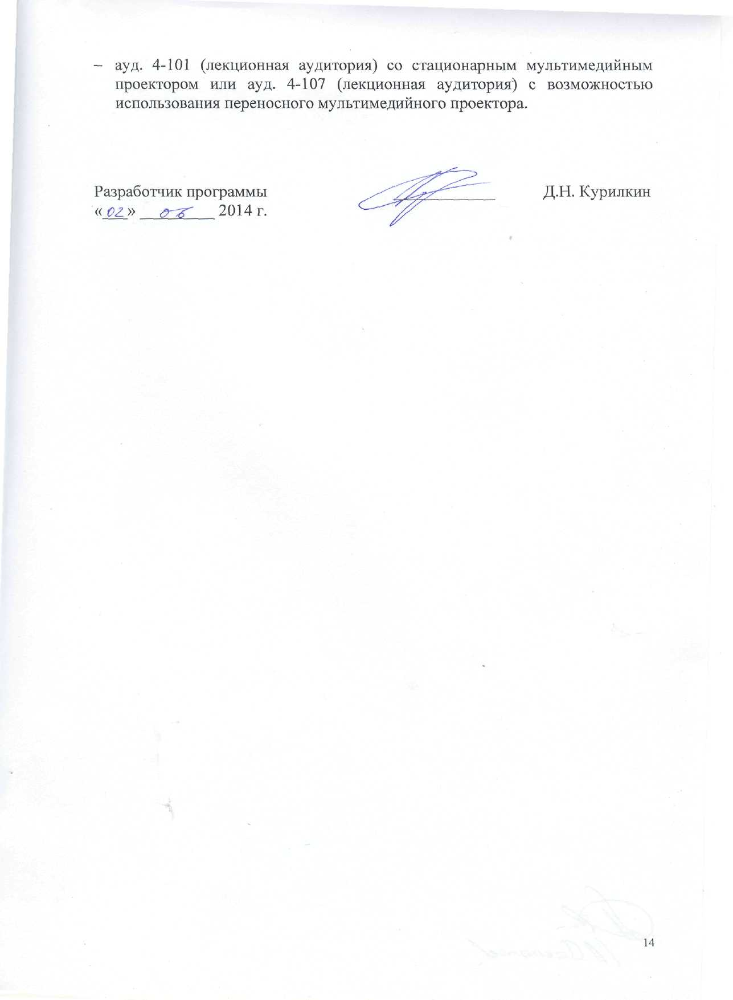 – ауд. 4-101 (лекционная аудитория) со стационарным мультимедийным
проектором или ауд. 4-107 (лекционная аудитория) с возможностью
использования переносного мультимедийного проектора.
Разработчик программы ____________ Д.Н. Курилкин
«02» 06 2014 г.
14